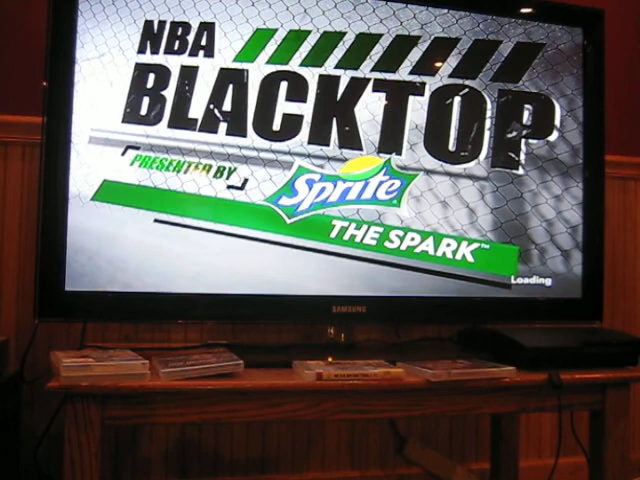 NBA
BLACKTOP
PRESENTED BY
Sprite
THE SPARK™
Loading
SAMSUNG